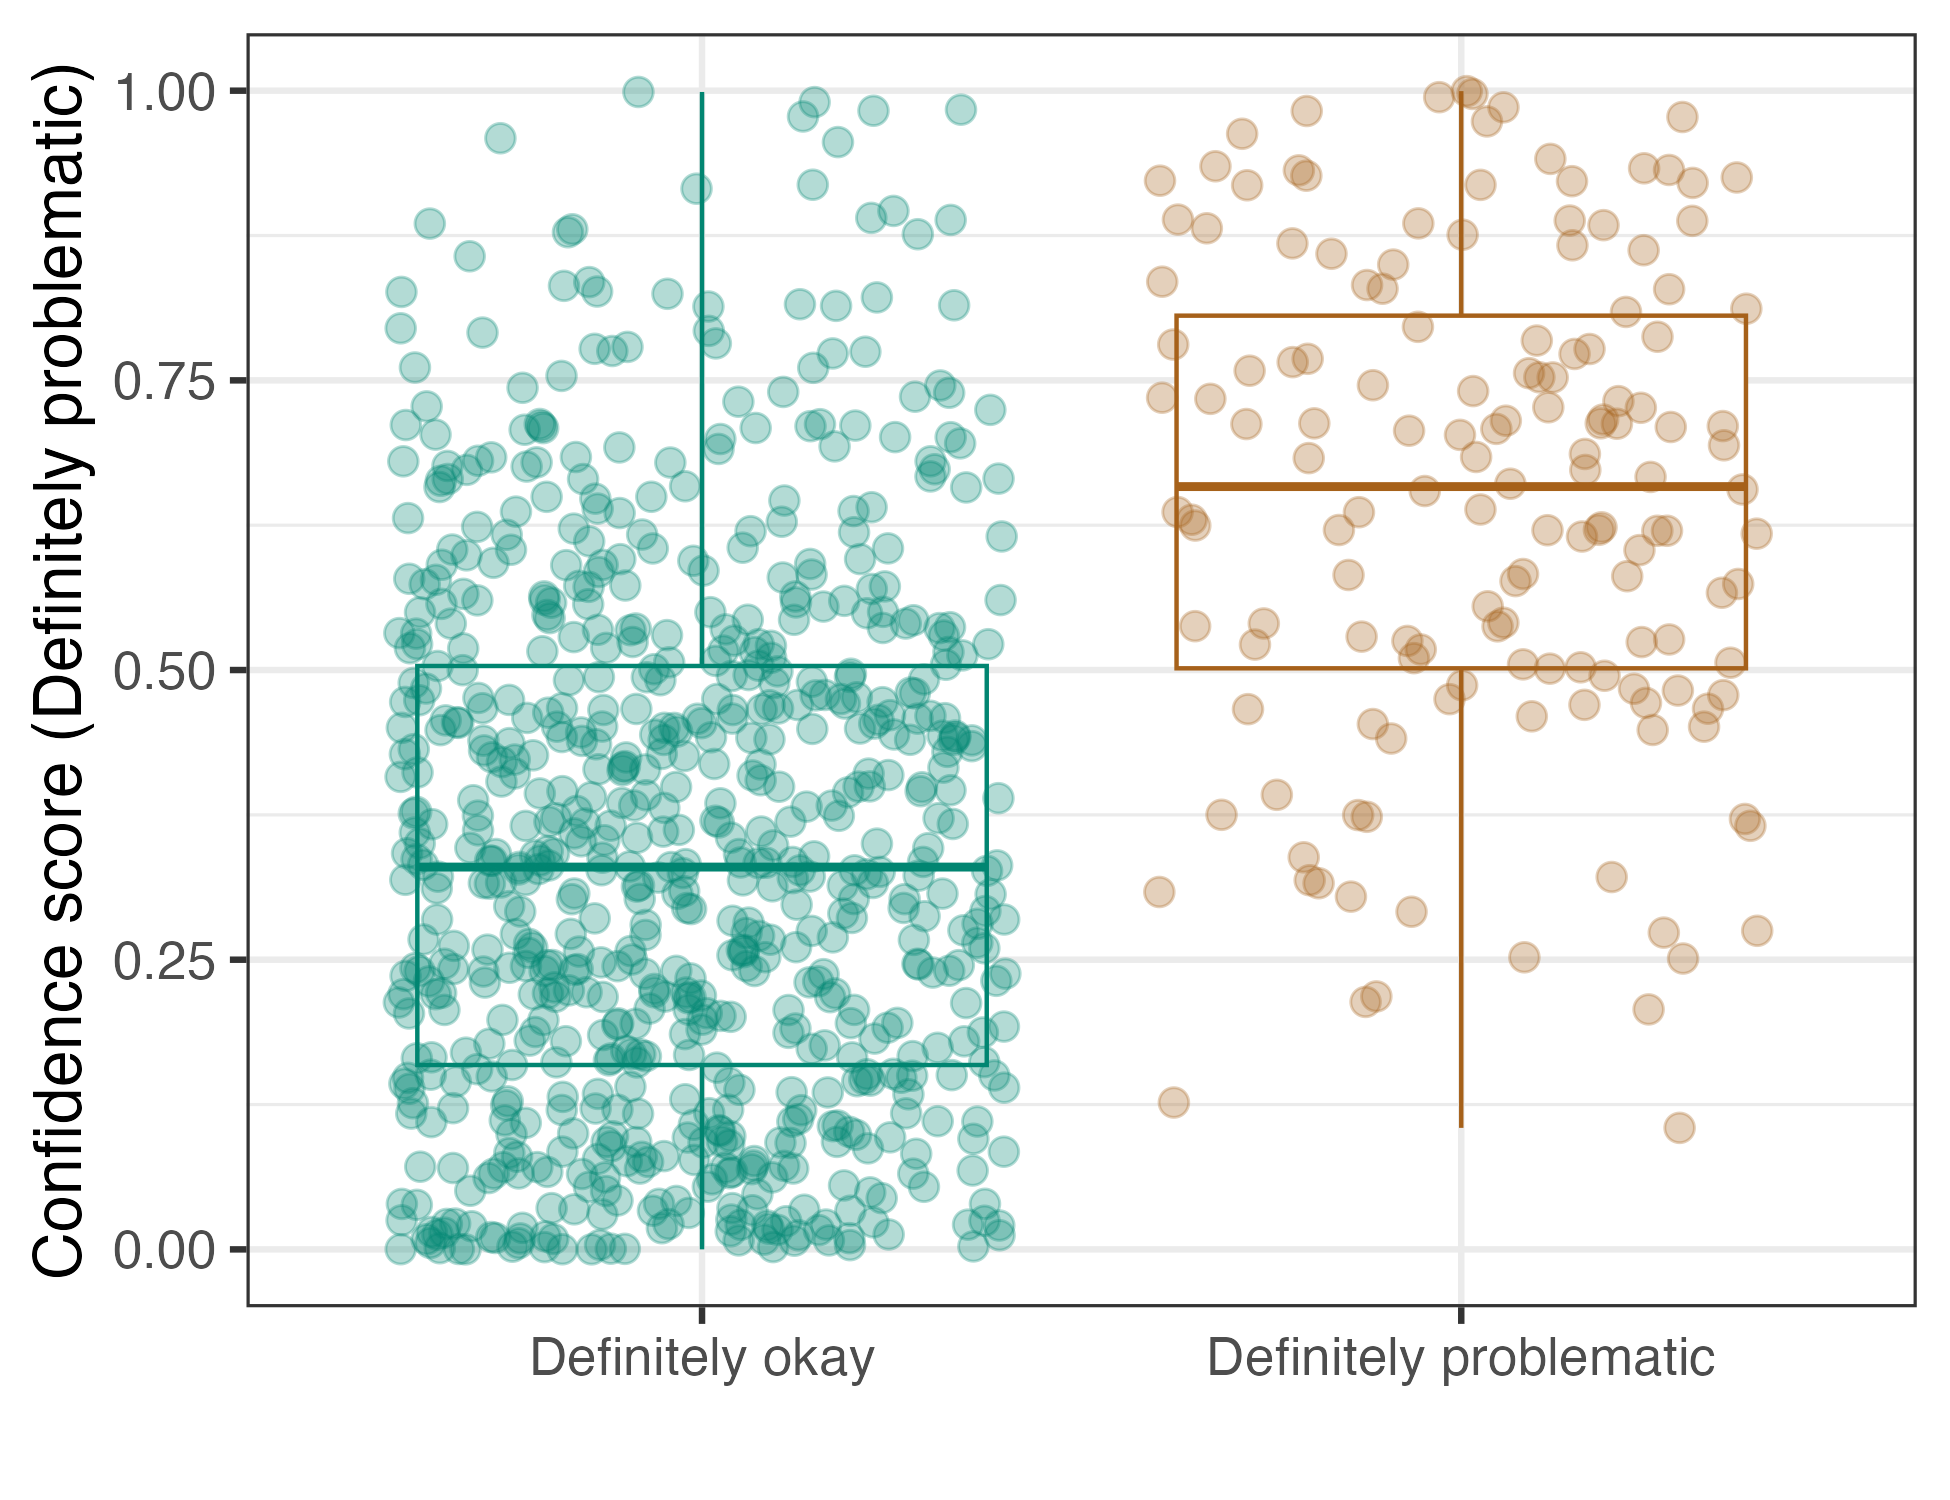 Confidence score (Definitely problematic)
1.00
0.75
0.50
0.25
0.00
Definitely okay
Definitely problematic